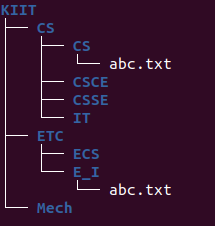 KIIT
CS
CS
abc.txt
CSCE
CSSE
IT
ETC
ECS
E_I
abc.txt
Mech